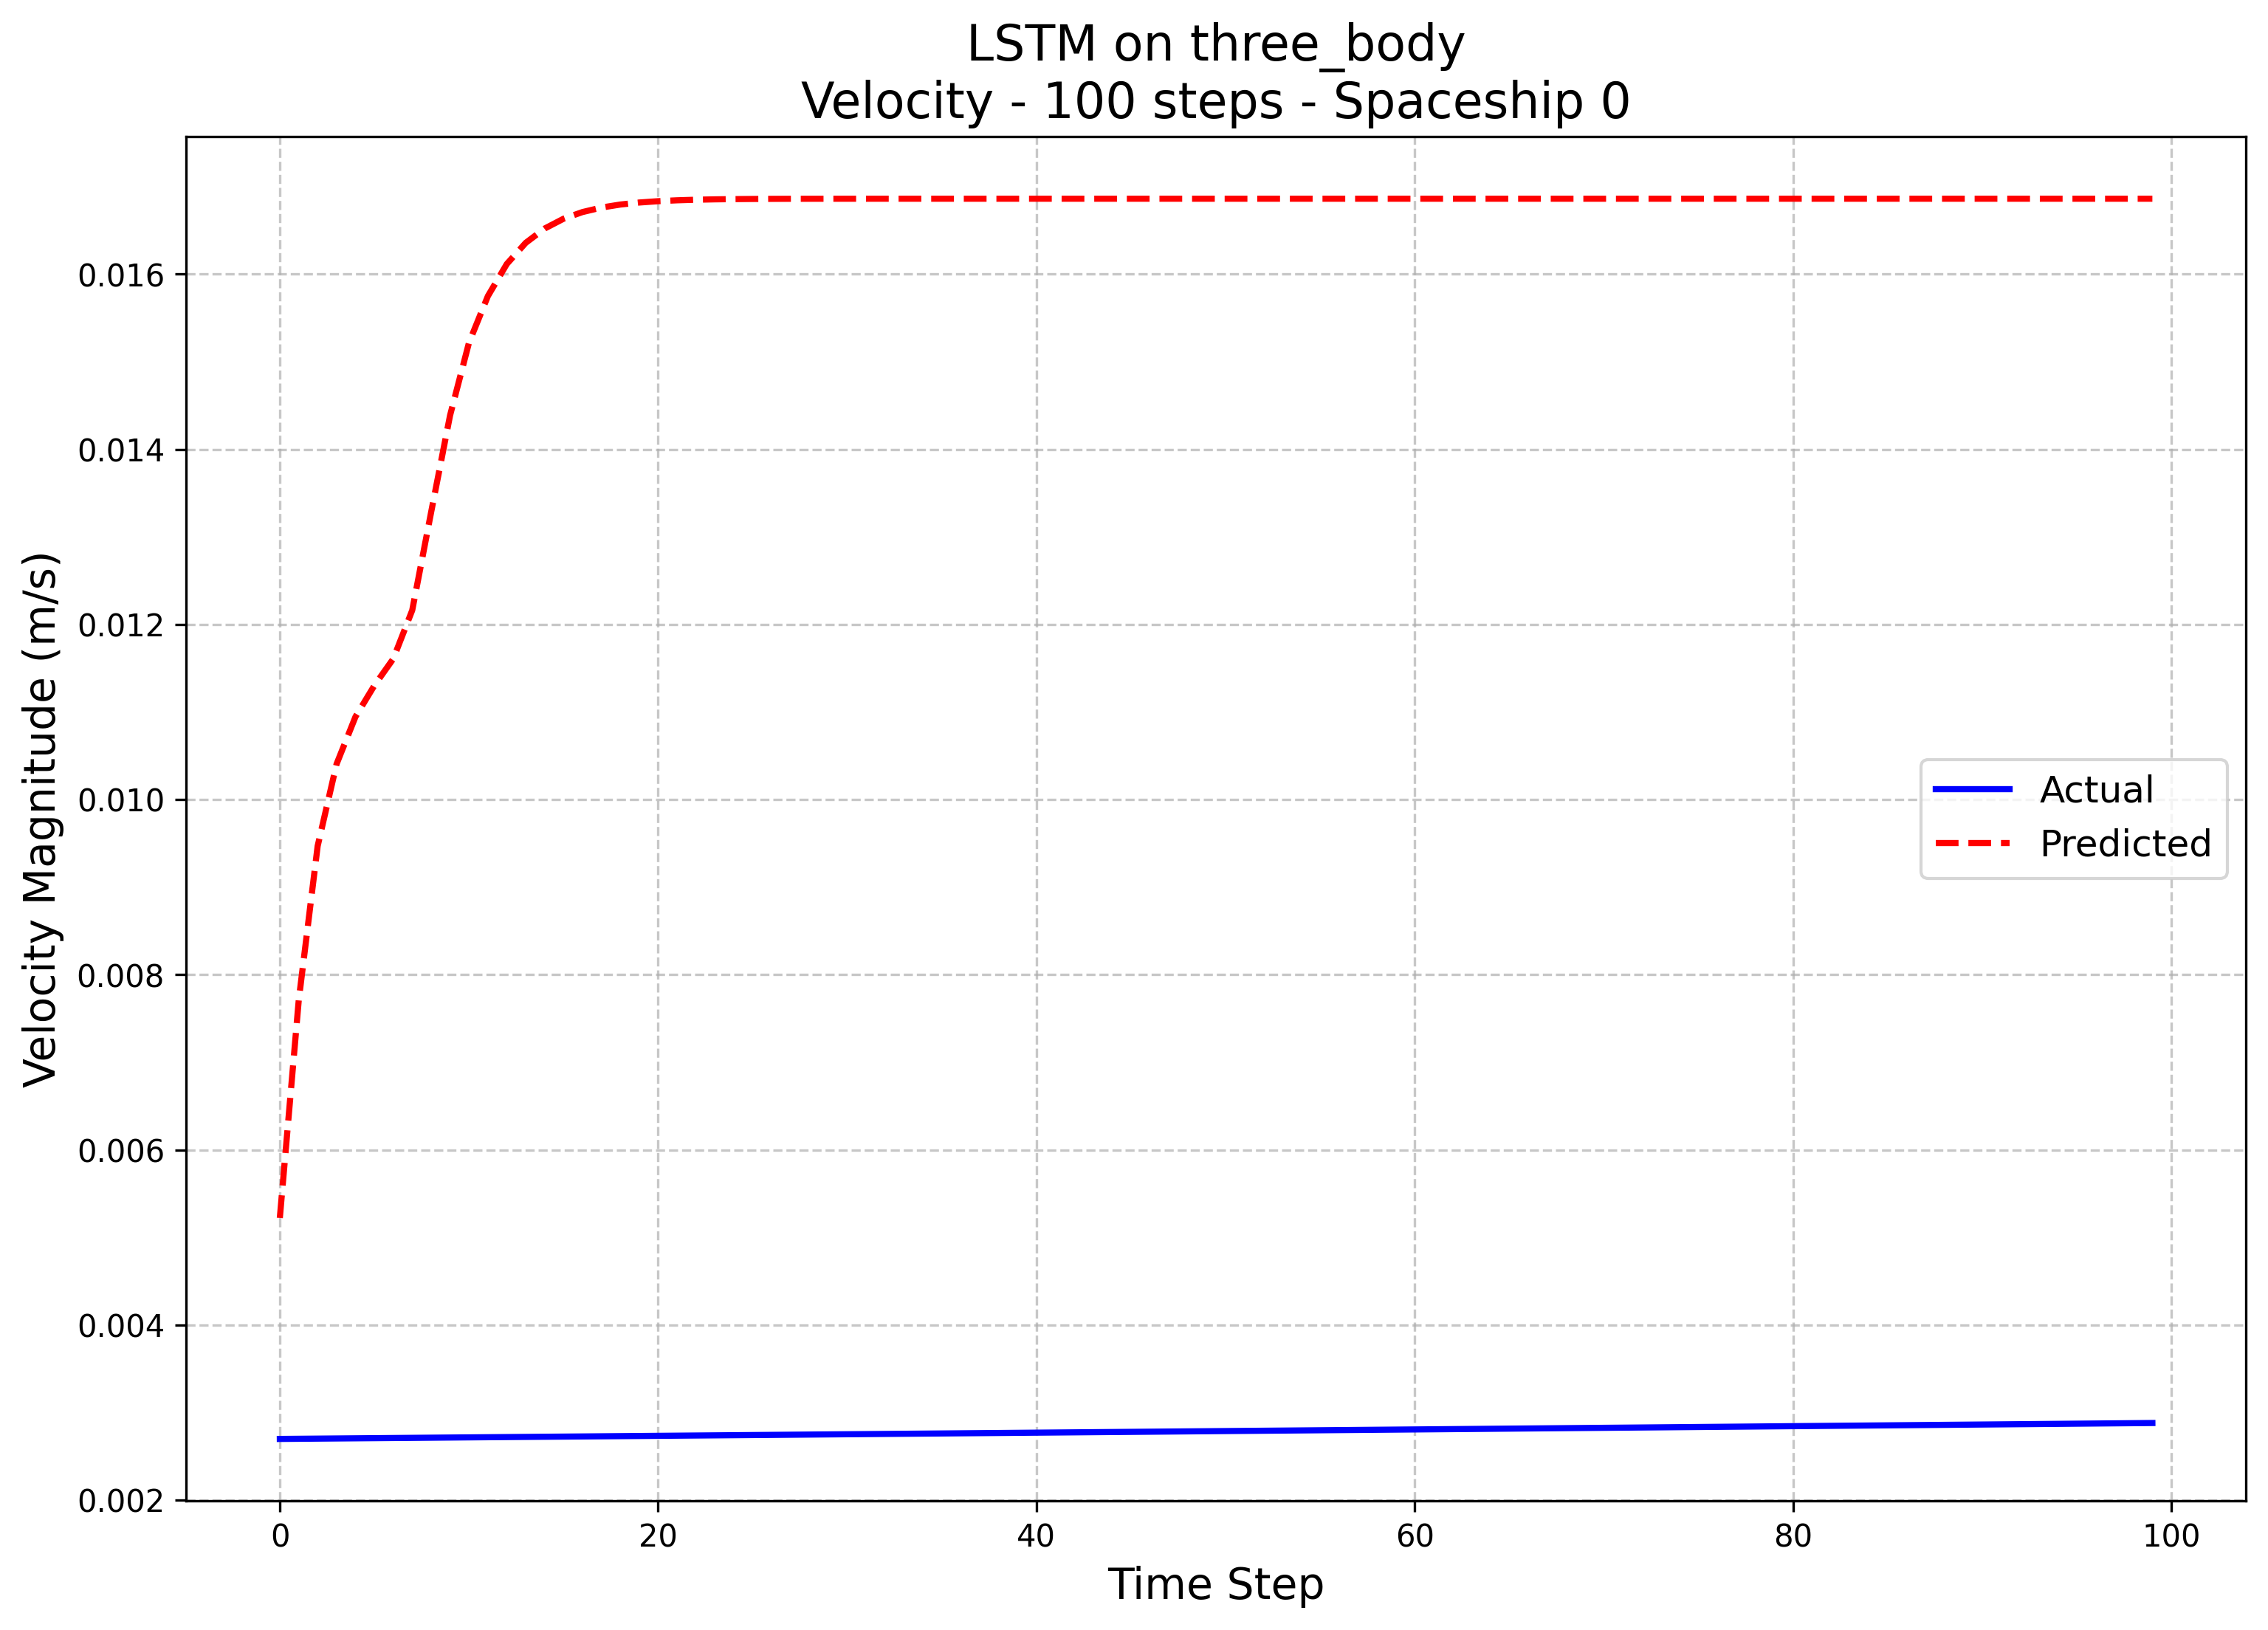 LSTM on three_body
Velocity - 100 steps - Spaceship 0
Velocity Magnitude (m/s)
0.016
0.014
0.012
0.010
0.008
0.006
0.004
0.002
Actual
Predicted
0 20 40 60 80 100
Time Step